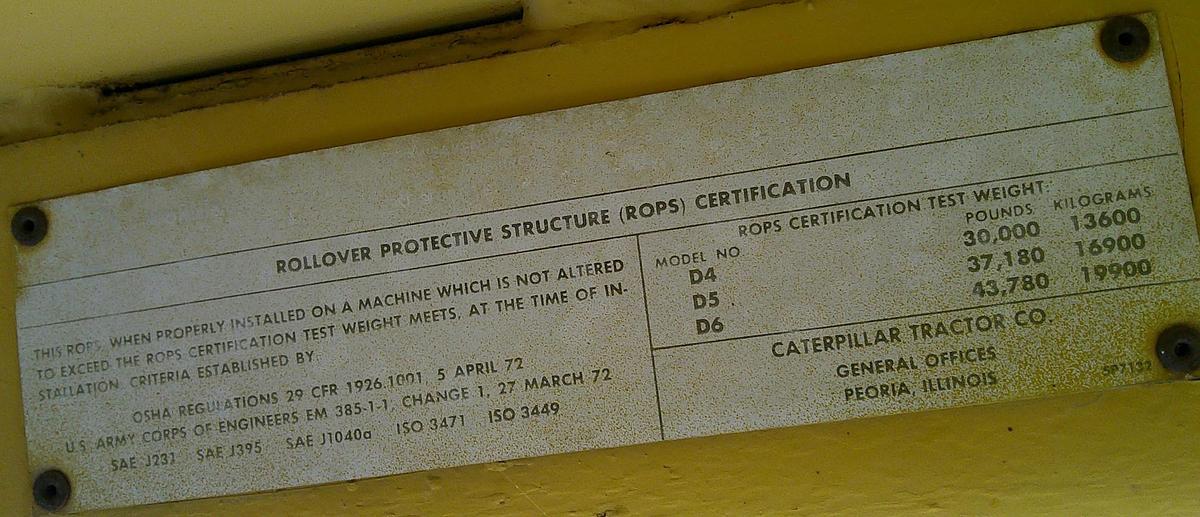 ROLLOVER PROTECTIVE STRUCTURE (ROPS) CERTIFICATION
THIS ROPS, WHEN PROPERLY INSTALLED ON A MACHINE WHICH IS NOT ALTERED
TO EXCEED THE ROPS CERTIFICATION TEST WEIGHT MEETS, AT THE TIME OF IN-
STALLATION, CRITERIA ESTABLISHED BY
OSHA REGULATIONS 29 CFR 1926.1001, 5 APRIL 72
U.S. ARMY CORPS OF ENGINEERS EM 385-1-1, CHANGE 1, 27 MARCH 72
SAE J231 SAE J395 SAE J1040a ISO 3471 ISO 3449
ROPS CERTIFICATION TEST WEIGHT
MODEL NO POUNDS KILOGRAMS
D4 30,000 13600
D5 37,180 16900
D6 43,780 19900
CATERPILLAR TRACTOR CO.
GENERAL OFFICES
PEORIA, ILLINOIS
5P7132